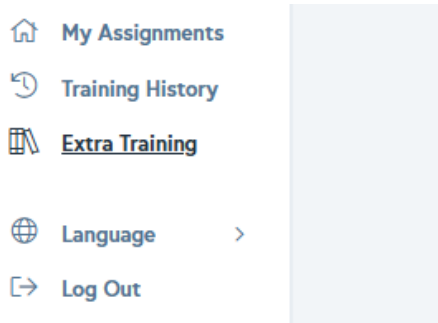 My Assignments
Training History
Extra Training
Language
Log Out